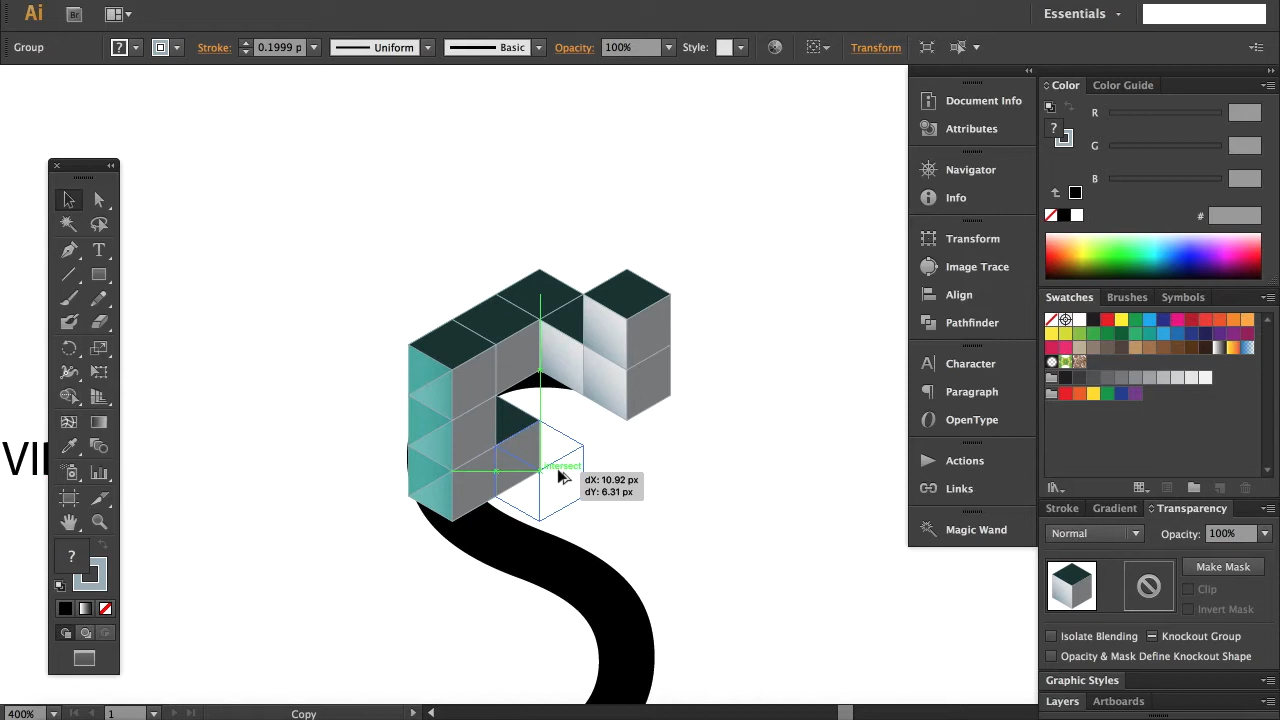 Ai Br Essentials
Group ? Stroke: 0.1999 p Uniform Basic Opacity: 100% Style: Transform
Color Color Guide
Document Info
R
Attributes
?
G
Navigator
B
Info
#
Transform
Image Trace
Align
Swatches Brushes Symbols
Pathfinder
Character
Paragraph
OpenType
T
VI
intersect
dX: 10.92 px
dY: 6.31 px
Actions
Links
Magic Wand
Stroke Gradient Transparency
Normal Opacity: 100%
?
Make Mask
Clip
Invert Mask
Isolate Blending Knockout Group
Opacity & Mask Define Knockout Shape
Graphic Styles
Layers Artboards
400% 1 Copy